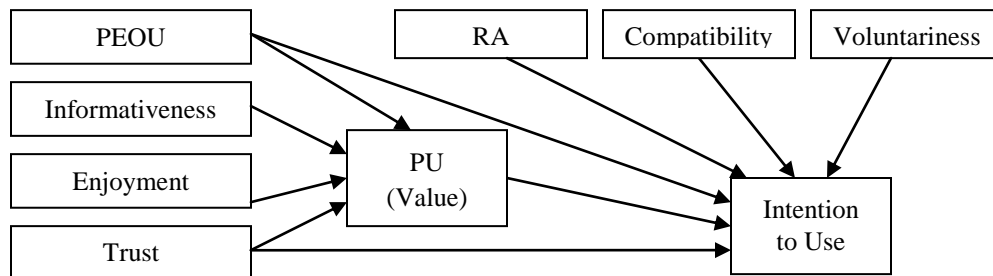 PEOU
RA
Compatibility
Voluntariness
Informativeness
Enjoyment
PU
(Value)
Trust
Intention
to Use